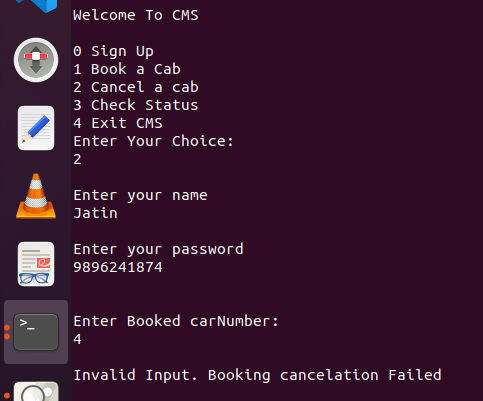 Welcome To CMS
0 Sign Up
1 Book a Cab
2 Cancel a cab
3 Check Status
4 Exit CMS
Enter Your Choice:
2
Enter your name
Jatin
Enter your password
9896241874
>_
Enter Booked carNumber:
4
Invalid Input. Booking cancelation Failed